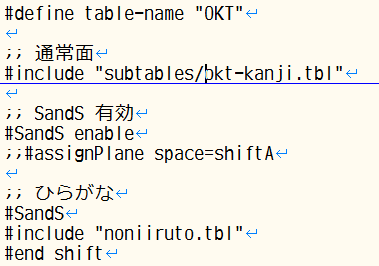 #define table-name "OKT"↵
↵
;; 通常面↵
#include "subtables/okt-kanji.tbl"↵
↵
;; SandS 有効↵
#SandS enable↵
;;#assignPlane space=shiftA↵
↵
;; ひらがな↵
#SandS↵
#include "noniiruto.tbl"↵
#end shift↵